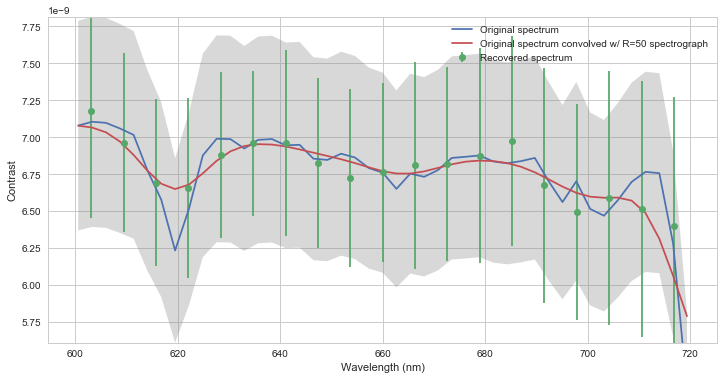 1e−9
7.75
7.50
7.25
7.00
6.75
6.50
6.25
6.00
5.75
Contrast
Original spectrum
Original spectrum convolved w/ R=50 spectrograph
Recovered spectrum
600 620 640 660 680 700 720
Wavelength (nm)